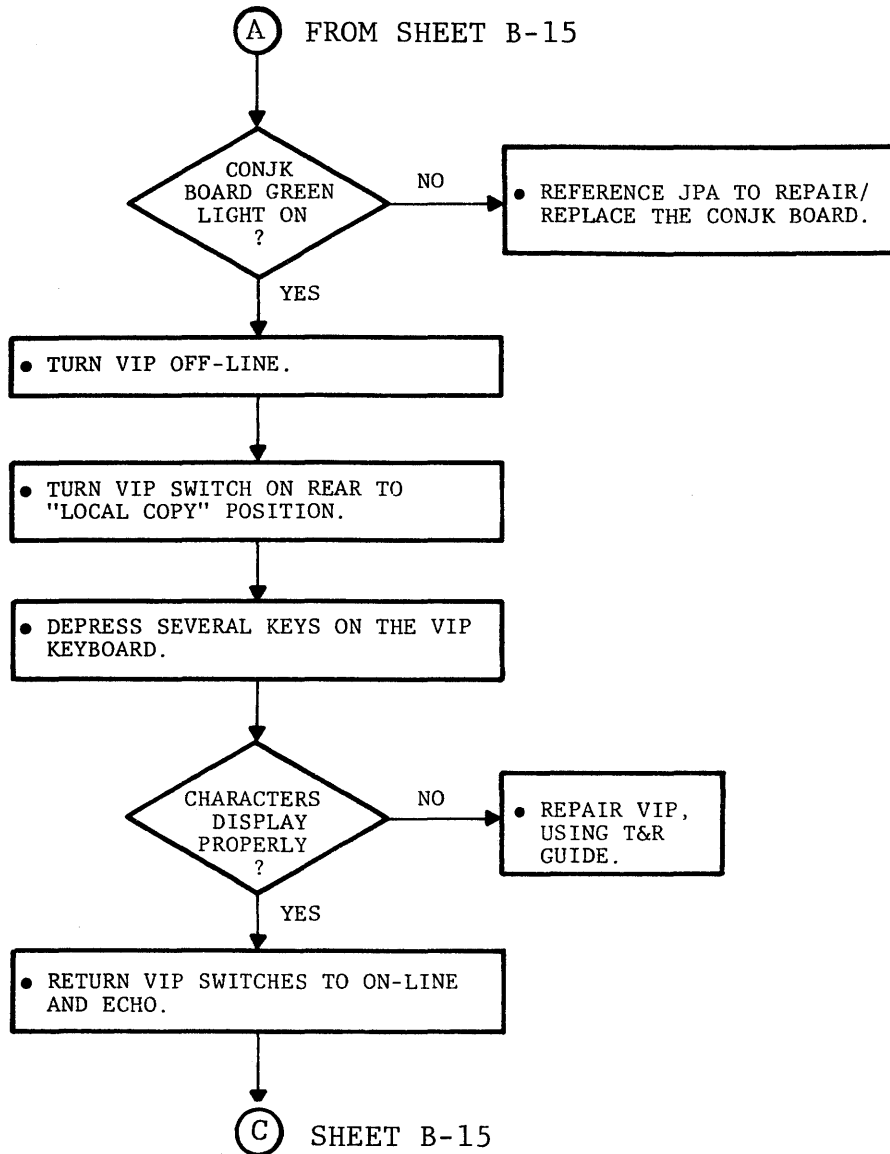 A FROM SHEET B-15
CONJK
BOARD GREEN
LIGHT ON
?
NO
• REFERENCE JPA TO REPAIR/
REPLACE THE CONJK BOARD.
YES
• TURN VIP OFF-LINE.
• TURN VIP SWITCH ON REAR TO
"LOCAL COPY" POSITION.
• DEPRESS SEVERAL KEYS ON THE VIP
KEYBOARD.
CHARACTERS
DISPLAY
PROPERLY
?
NO
• REPAIR VIP,
USING T&R
GUIDE.
YES
• RETURN VIP SWITCHES TO ON-LINE
AND ECHO.
C SHEET B-15